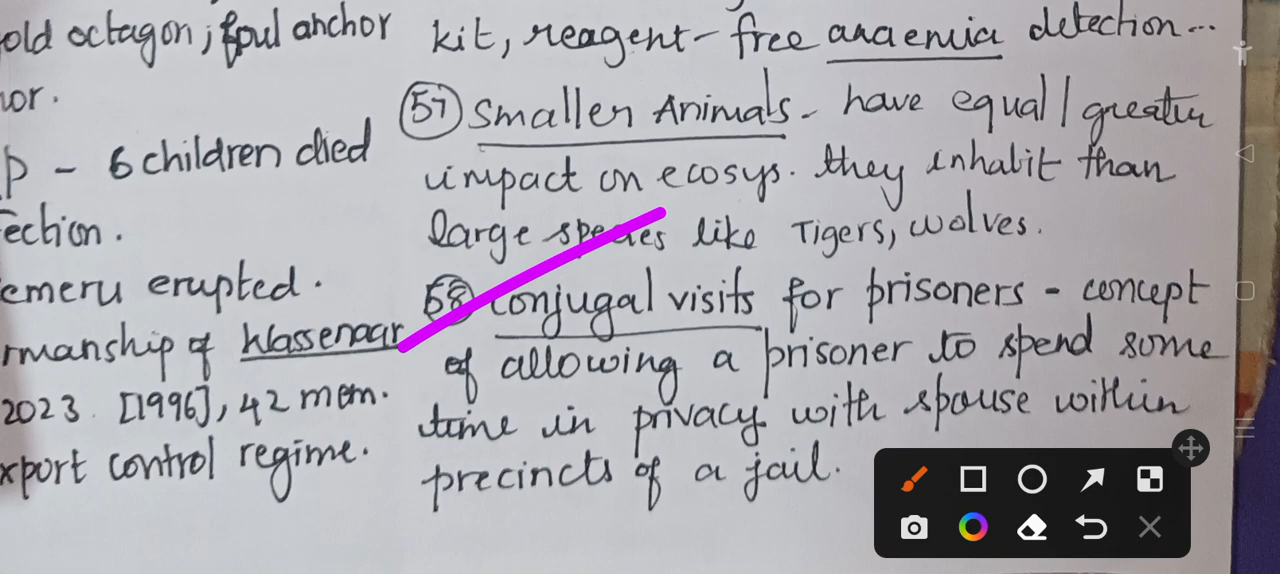 old octagon; foul anchor
or.
p - 6 children died
ection.
emeru erupted.
rmanship of Wassenaar
2023. [1996], 42 mem.
xport control regime.
kit, reagent-free anaemia detection...
57 Smaller Animals - have equal/greater
impact on ecosys. they inhabit than
large species like Tigers, wolves.
58 Conjugal visits for prisoners - concept
of allowing a prisoner to spend some
time in privacy with spouse within
precincts of a jail.